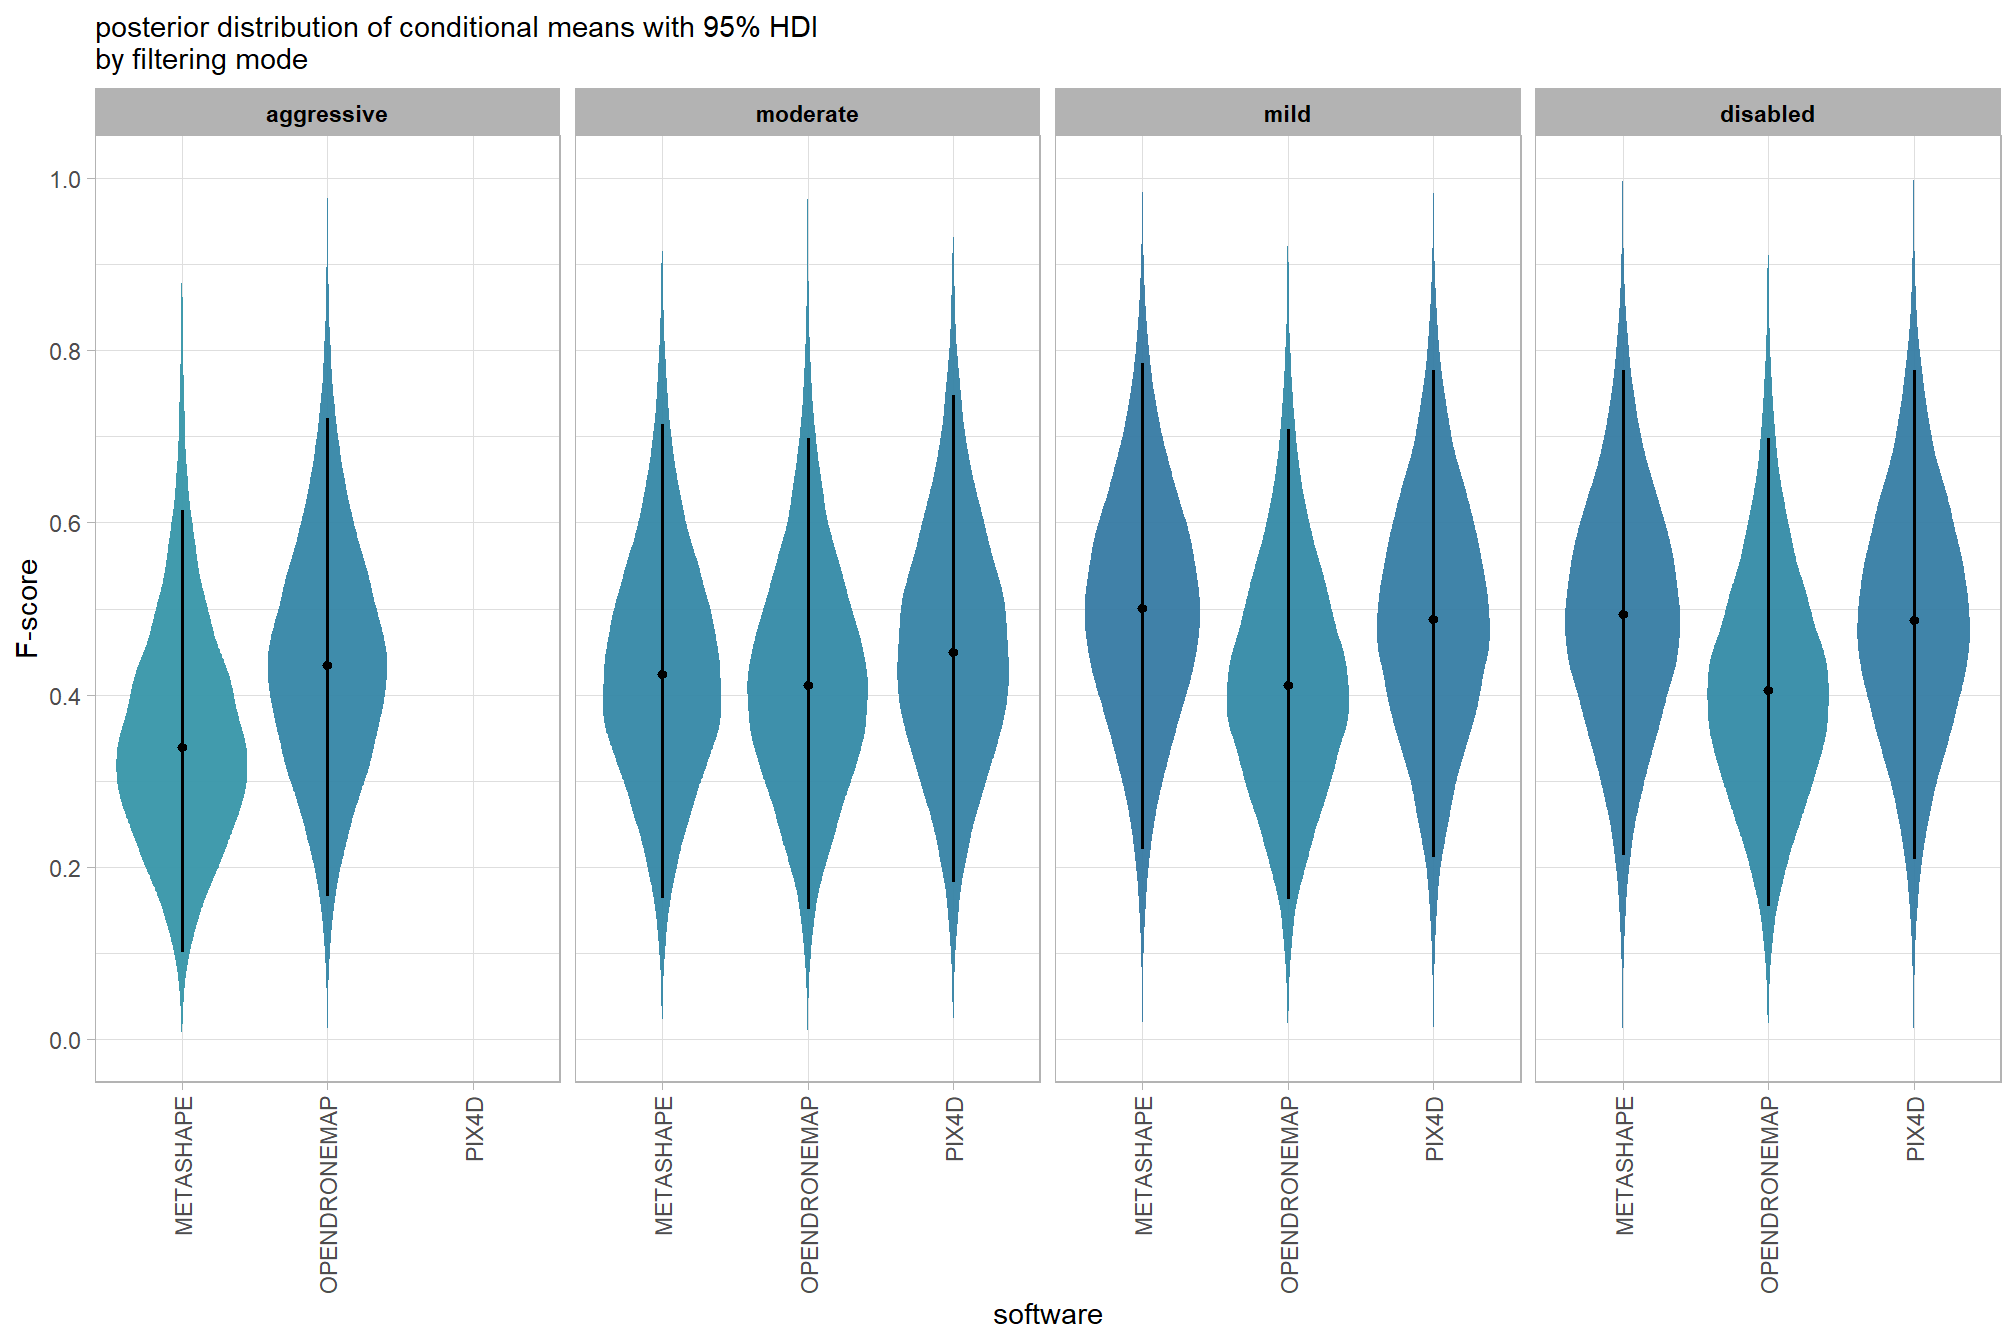 posterior distribution of conditional means with 95% HDI
by filtering mode
aggressive
moderate
mild
disabled
F-score
1.0
0.8
0.6
0.4
0.2
0.0
METASHAPE
OPENDRONEMAP
PIX4D
METASHAPE
OPENDRONEMAP
PIX4D
METASHAPE
OPENDRONEMAP
PIX4D
METASHAPE
OPENDRONEMAP
PIX4D
software